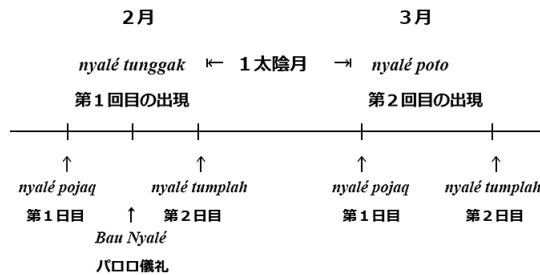 2月 3月
nyalé tunggak ⇤ 1太陰月 ⇥ nyalé poto
第1回目の出現 第2回目の出現
↑ ↑ ↑ ↑
nyalé pojaq nyalé tumplah nyalé pojaq nyalé tumplah
第1日目 ↑ 第2日目 第1日目 第2日目
Bau Nyalé
パロロ儀礼